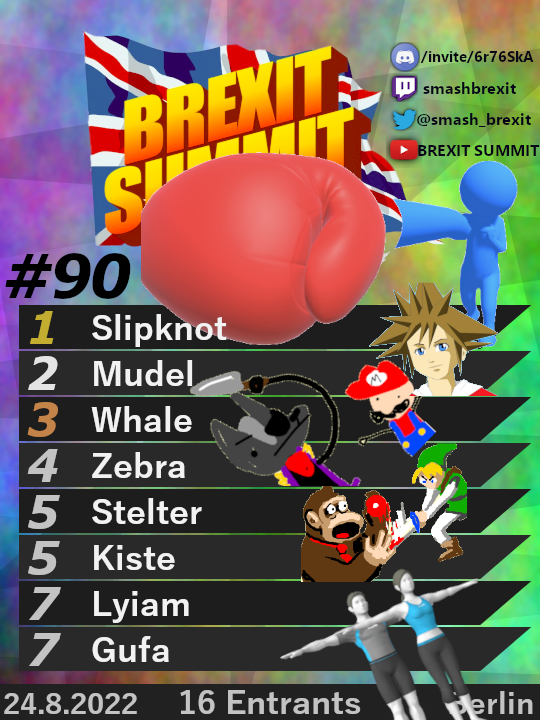 BREXIT
SUMMIT
/invite/6r76SkA
smashbrexit
@smash_brexit
BREXIT SUMMIT
#90
1 Slipknot
2 Mudel
3 Whale
4 Zebra
5 Stelter
5 Kiste
7 Lyiam
7 Gufa
M
24.8.2022 16 Entrants Berlin